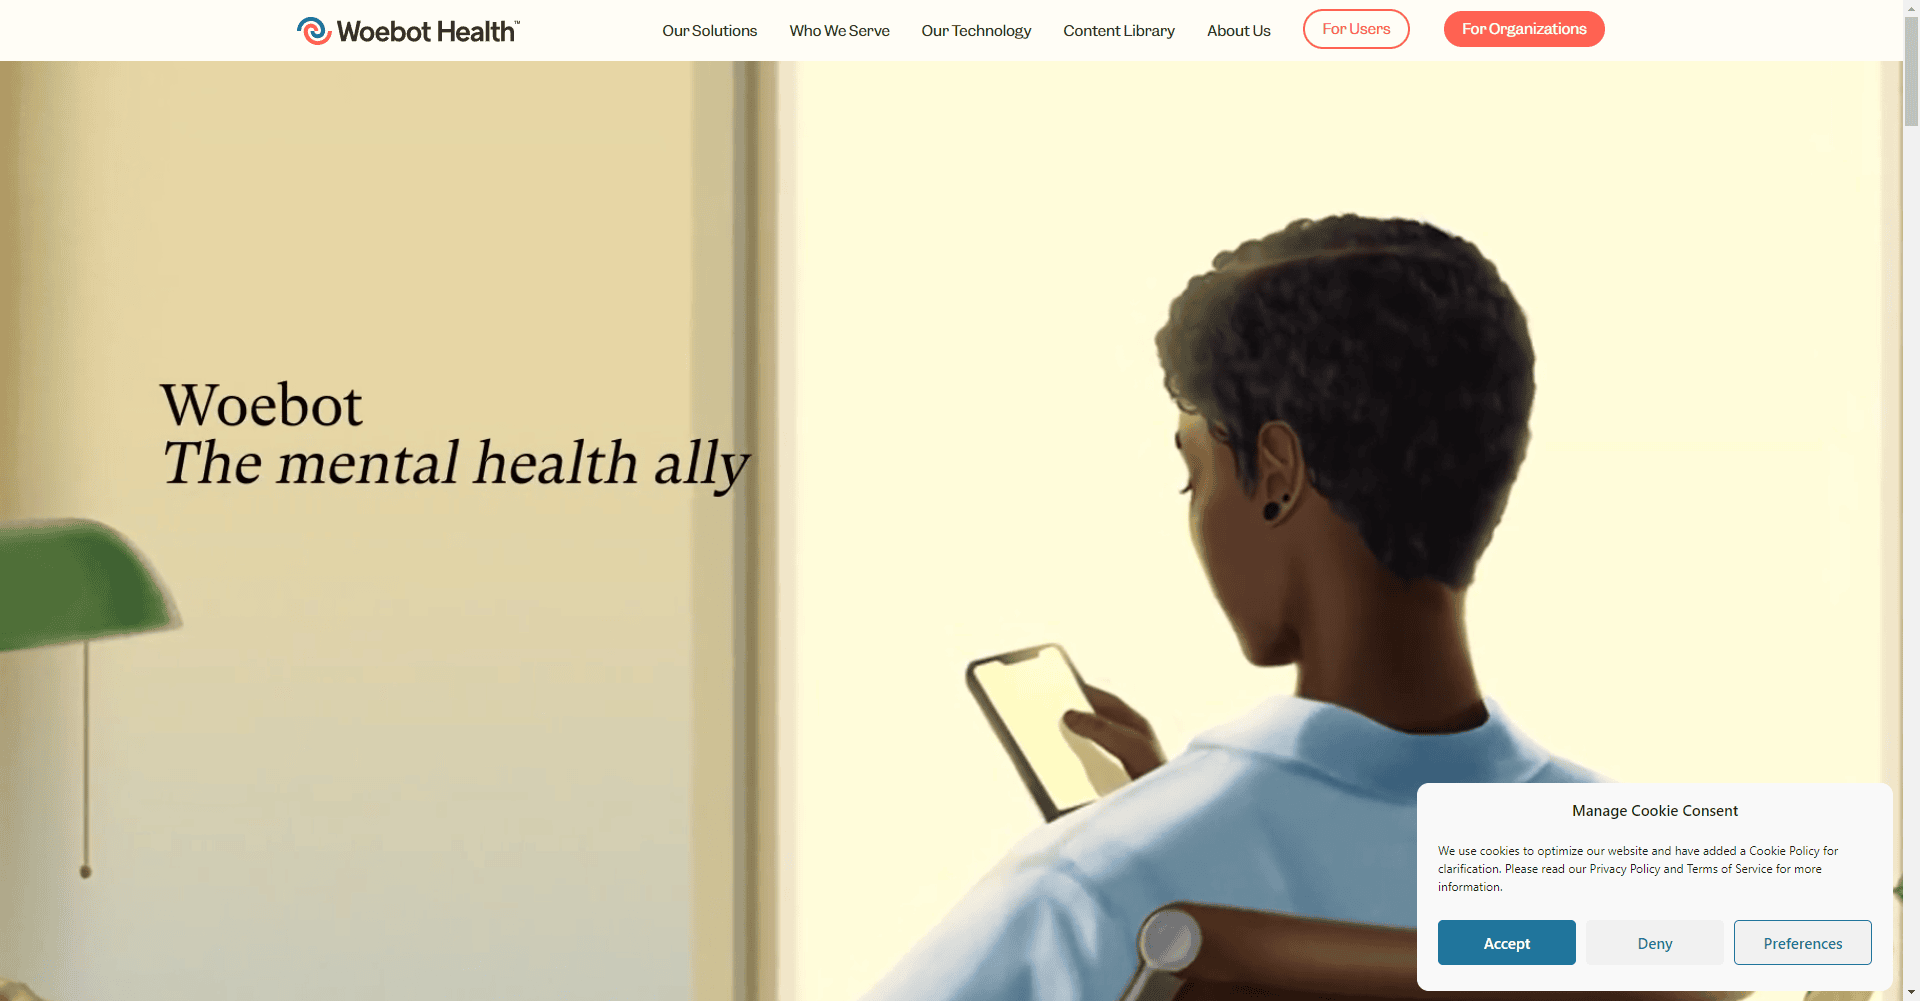 Woebot Health™
Our Solutions
Who We Serve
Our Technology
Content Library
About Us
For Users
For Organizations
Woebot
The mental health ally
Manage Cookie Consent
We use cookies to optimize our website and have added a Cookie Policy for
clarification. Please read our Privacy Policy and Terms of Service for more
information.
Accept
Deny
Preferences